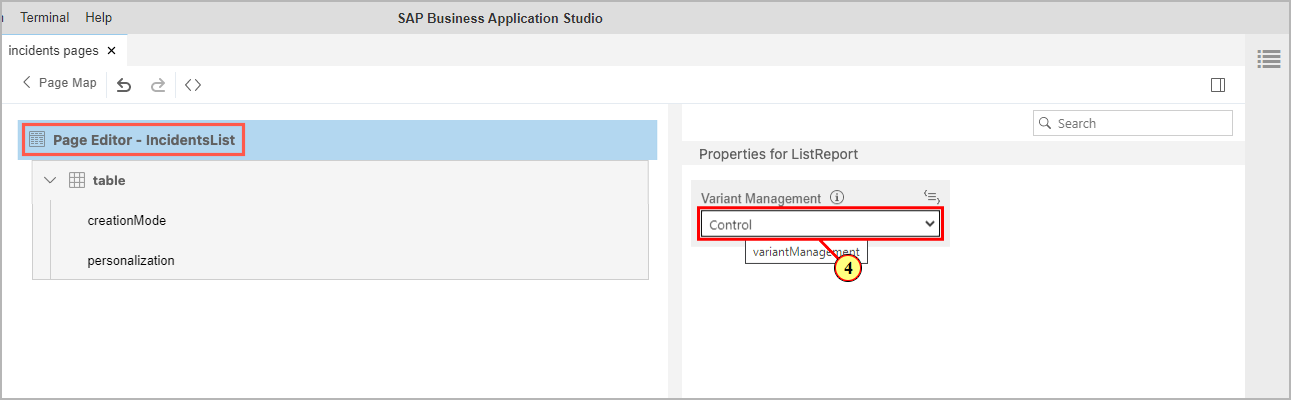 Terminal Help SAP Business Application Studio
incidents pages
Page Map
Search
Page Editor - IncidentsList
Properties for ListReport
table
Variant Management
creationMode
Control
personalization
variantManagement
4